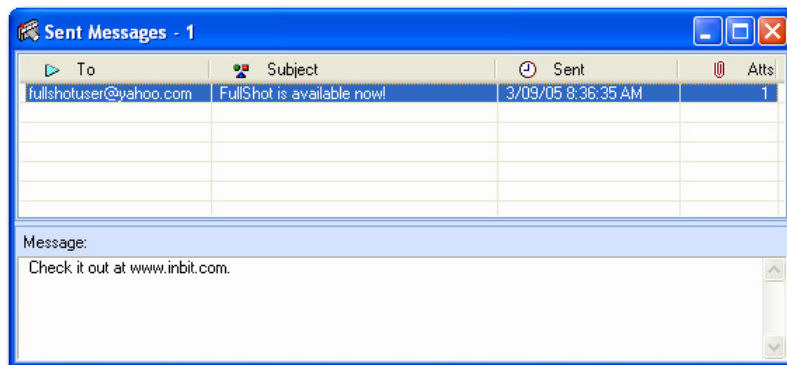 Sent Messages - 1
To Subject Sent Atts
fullshotuser@yahoo.com FullShot is available now! 3/09/05 8:36:35 AM 1
Message:
Check it out at www.inbit.com.